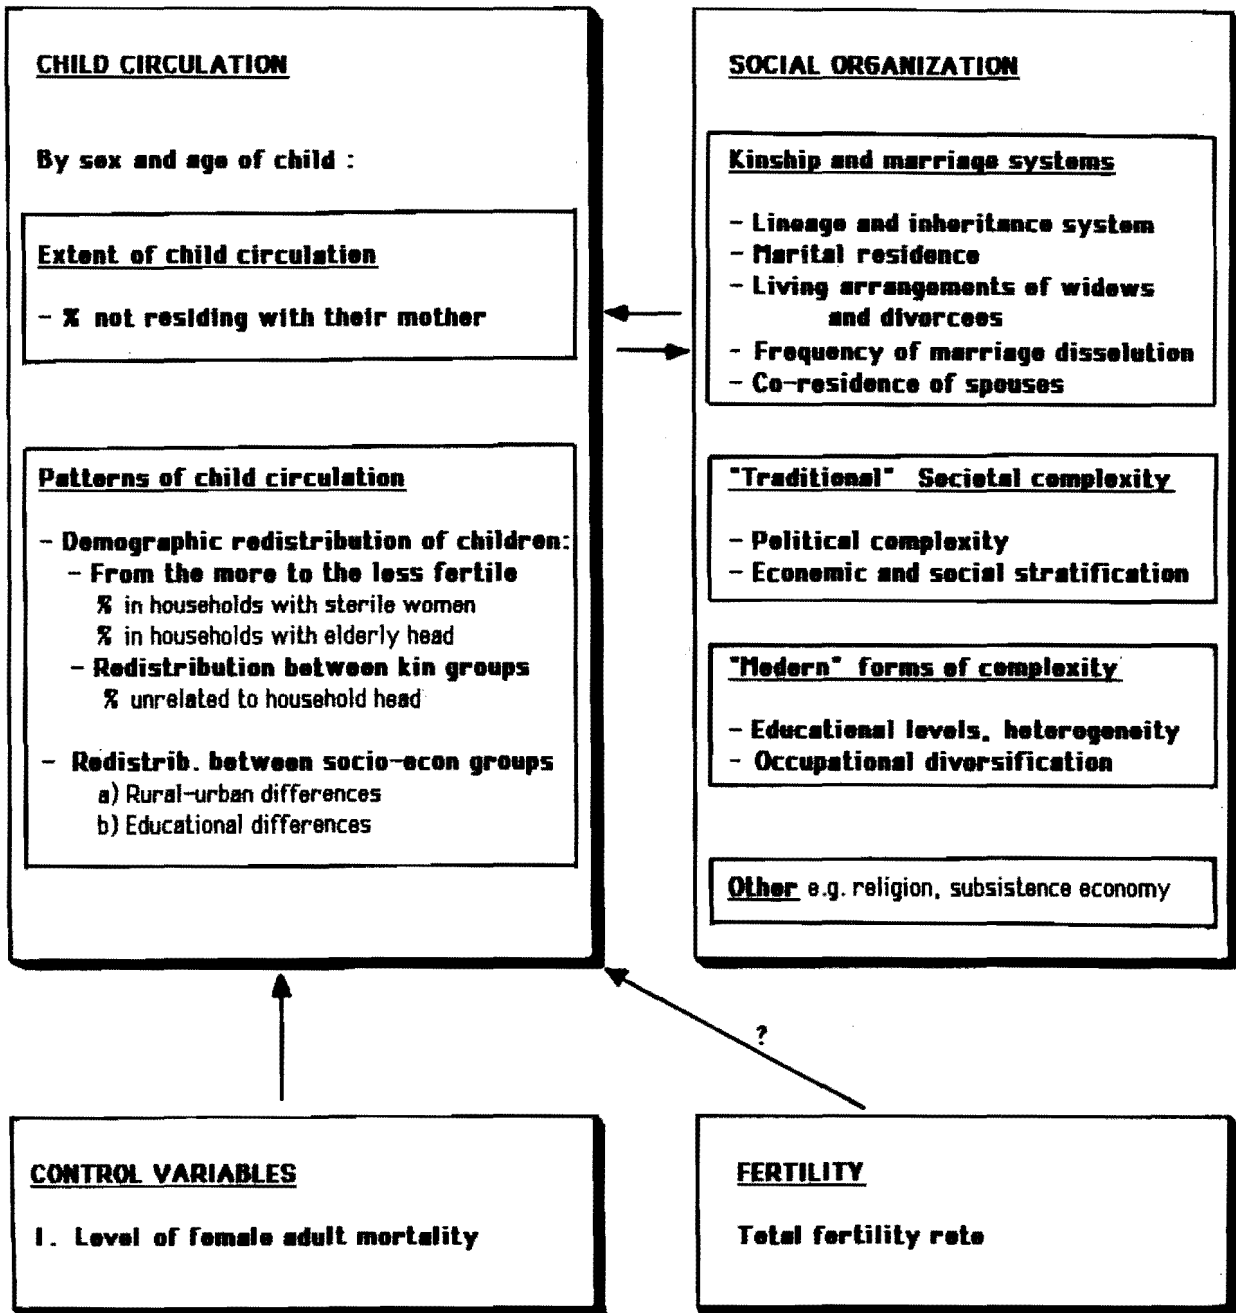 CHILD CIRCULATION
By sex and age of child :
Extent of child circulation
- % not residing with their mother
Patterns of child circulation
- Demographic redistribution of children:
- From the more to the less fertile
% in households with sterile women
% in households with elderly head
- Redistribution between kin groups
% unrelated to household head
- Redistrib. between socio-econ groups
a) Rural-urban differences
b) Educational differences
SOCIAL ORGANIZATION
Kinship and marriage systems
- Lineage and inheritance system
- Marital residence
- Living arrangements of widows
and divorcees
- Frequency of marriage dissolution
- Co-residence of spouses
"Traditional" Societal complexity
- Political complexity
- Economic and social stratification
"Modern" forms of complexity
- Educational levels, heterogeneity
- Occupational diversification
Other e.g. religion, subsistence economy
?
CONTROL VARIABLES
1. Level of female adult mortality
FERTILITY
Total fertility rate